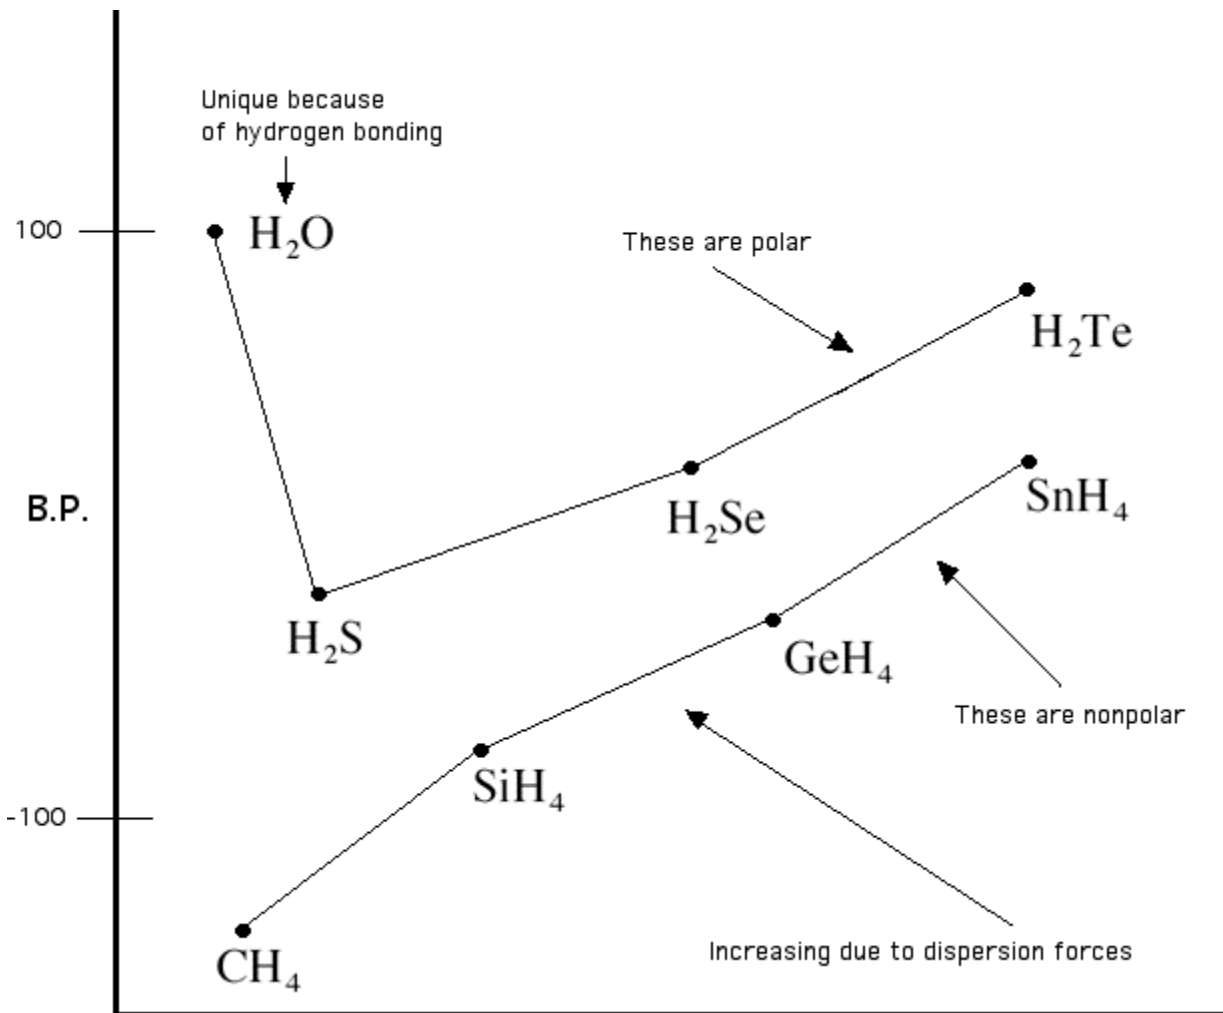 Unique because
of hydrogen bonding
100
H₂O
These are polar
H₂Te
B.P.
SnH₄
H₂Se
H₂S
GeH₄
These are nonpolar
SiH₄
-100
Increasing due to dispersion forces
CH₄